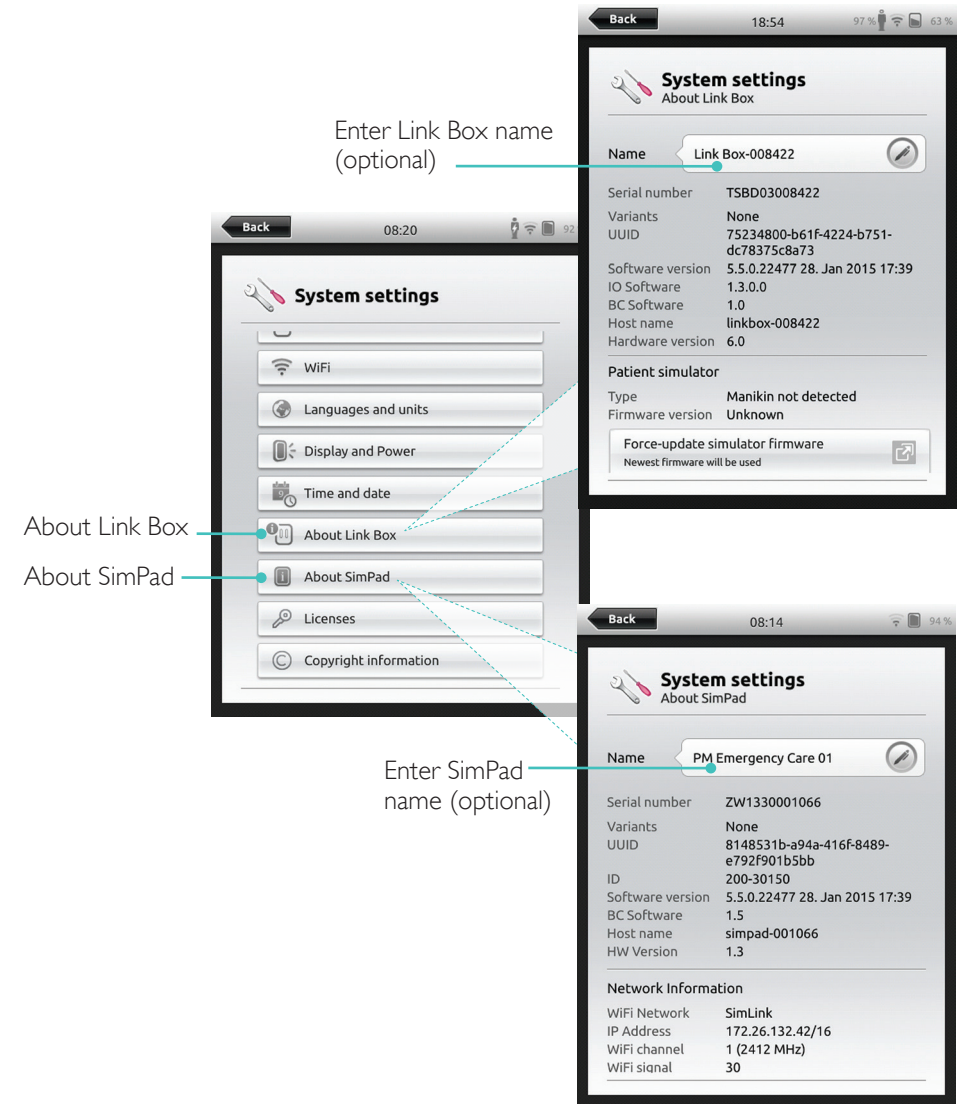 Back 18:54 97 % 63 %
System settings
About Link Box
Enter Link Box name
(optional)
Name Link Box-008422
Serial number TSBD03008422
Variants None
UUID 75234800-b61f-4224-b751-
dc78375c8a73
Software version 5.5.0.22477 28. Jan 2015 17:39
IO Software 1.3.0.0
BC Software 1.0
Host name linkbox-008422
Hardware version 6.0
Patient simulator
Type Manikin not detected
Firmware version Unknown
Force-update simulator firmware
Newest firmware will be used
Back 08:20 92
System settings
WiFi
Languages and units
Display and Power
Time and date
About Link Box
About SimPad
Licenses
Copyright information
About Link Box
About SimPad
Back 08:14 94 %
System settings
About SimPad
Enter SimPad
name (optional)
Name PM Emergency Care 01
Serial number ZW1330001066
Variants None
UUID 8148531b-a94a-416f-8489-
e792f901b5bb
ID 200-30150
Software version 5.5.0.22477 28. Jan 2015 17:39
BC Software 1.5
Host name simpad-001066
HW Version 1.3
Network Information
WiFi Network SimLink
IP Address 172.26.132.42/16
WiFi channel 1 (2412 MHz)
WiFi signal 30